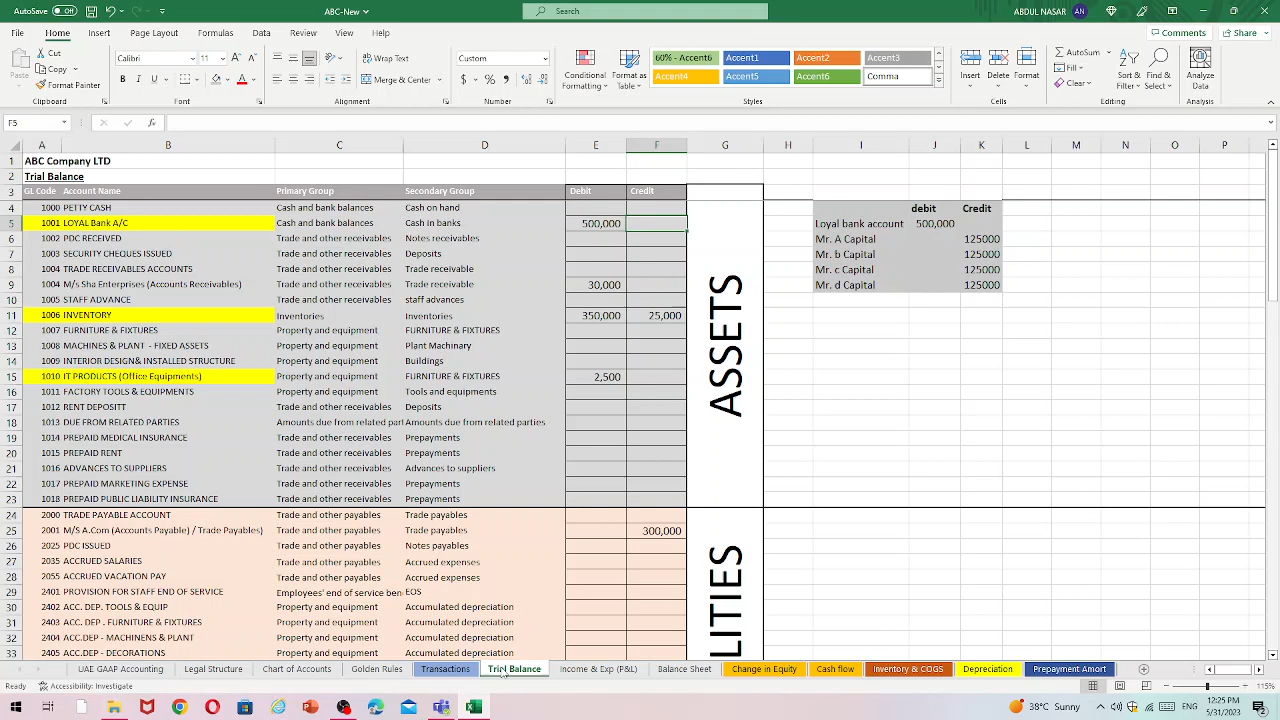 AutoSave Off ABC-New Search ABDUL NASAR AN
File Home Insert Page Layout Formulas Data Review View Help Comments Share
Paste Cut Copy Format Painter Clipboard
Calibri 11 B I U Font
Wrap Text Merge & Center Alignment
Custom $ % Number
Conditional Formatting Format as Table
60% - Accent6 Accent1 Accent2 Accent3
Accent4 Accent5 Accent6 Comma
Styles
Insert Delete Format Cells
AutoSum Fill Clear Sort & Filter Find & Select Editing
Analyze Data Analysis
F5 fx
A B C D E F G H I J K L M N O P
1 ABC Company LTD
2 Trial Balance
3 GL Code Account Name Primary Group Secondary Group Debit Credit
4 1000 PETTY CASH Cash and bank balances Cash on hand debit Credit
5 1001 LOYAL Bank A/C Cash and bank balances Cash in banks 500,000 Loyal bank account 500,000
6 1002 PDC RECEIVED Trade and other receivables Notes receivables Mr. A Capital 125000
7 1003 SECURITY CHEQUES ISSUED Trade and other receivables Deposits Mr. b Capital 125000
8 1004 TRADE RECEIVABLES ACCOUNTS Trade and other receivables Trade receivable Mr. c Capital 125000
9 1004 M/s Sha Enterprises (Accounts Receivables) Trade and other receivables Trade receivable 30,000 Mr. d Capital 125000
10 1005 STAFF ADVANCE Trade and other receivables staff advances
11 1006 INVENTORY Inventories Inventories 350,000 25,000
12 1007 FURNITURE & FIXTURES Property and equipment FURNITURE & FIXTURES
13 1008 MACHINES & PLANT - FIXED ASSETS Property and equipment Plant Machinary
14 1009 INTERIOR DESIGN& INSTALLED STRUCTURE Property and equipment Buildings
15 1010 IT PRODUCTS (Office Equipments) Property and equipment FURNITURE & FIXTURES 2,500
16 1011 FACTORY TOOLS & EQUIPMENTS Property and equipment Tools and equipments
17 1012 RENT DEPOSITT Trade and other receivables Deposits
18 1013 DUE FROM RELATED PARTIES Amounts due from related part Amounts due from related parties
19 1014 PREPAID MEDICAL INSURANCE Trade and other receivables Prepayments
20 1015 PREPAID RENT Trade and other receivables Prepayments
21 1016 ADVANCES TO SUPPLIERS Trade and other receivables Advances to suppliers
22 1017 PREPAID MARKETING EXPENSE Trade and other receivables Prepayments
23 1018 PREPAID PUBLIC LIABILITY INSURANCE Trade and other receivables Prepayments
ASSETS
24 2000 TRADE PAYABLE ACCOUNT Trade and other payables Trade payables
25 2001 M/S A.Com (Accounts Payable) / Trade Payables) Trade and other payables Trade payables 300,000
26 2025 PDC ISSUED Trade and other payables Notes payables
27 2035 ACCRUED SALARIES Trade and other payables Accrued expenses
28 2055 ACCRUED VACATION PAY Trade and other payables Accrued expenses
29 2401 PROVISION FOR STAFF END OF SERVICE Employees' end of service bene EOS
30 2402 ACC. DEP. TOOLS & EQUIP Property and equipment Accumulated depreciation
31 2403 ACC. DEP - FURNITURE & FIXTURES Property and equipment Accumulated depreciation
32 2404 ACC.DEP - MACHINENS & PLANT Property and equipment Accumulated depreciation
33 2405 ACC.DEP - DECORATIONS Property and equipment Accumulated depreciation
LITIES
UAE GAAP Accounting Legal Structure Chart of Accounts Golden Rules Transactions Trial Balance Income & Exp (P&L) Balance Sheet Change in Equity Cash flow Inventory & COGS Depreciation Prepayment Amort
Ready Accessibility: Investigate 115%
38°C Sunny 12:25 PM
5/31/2023 2